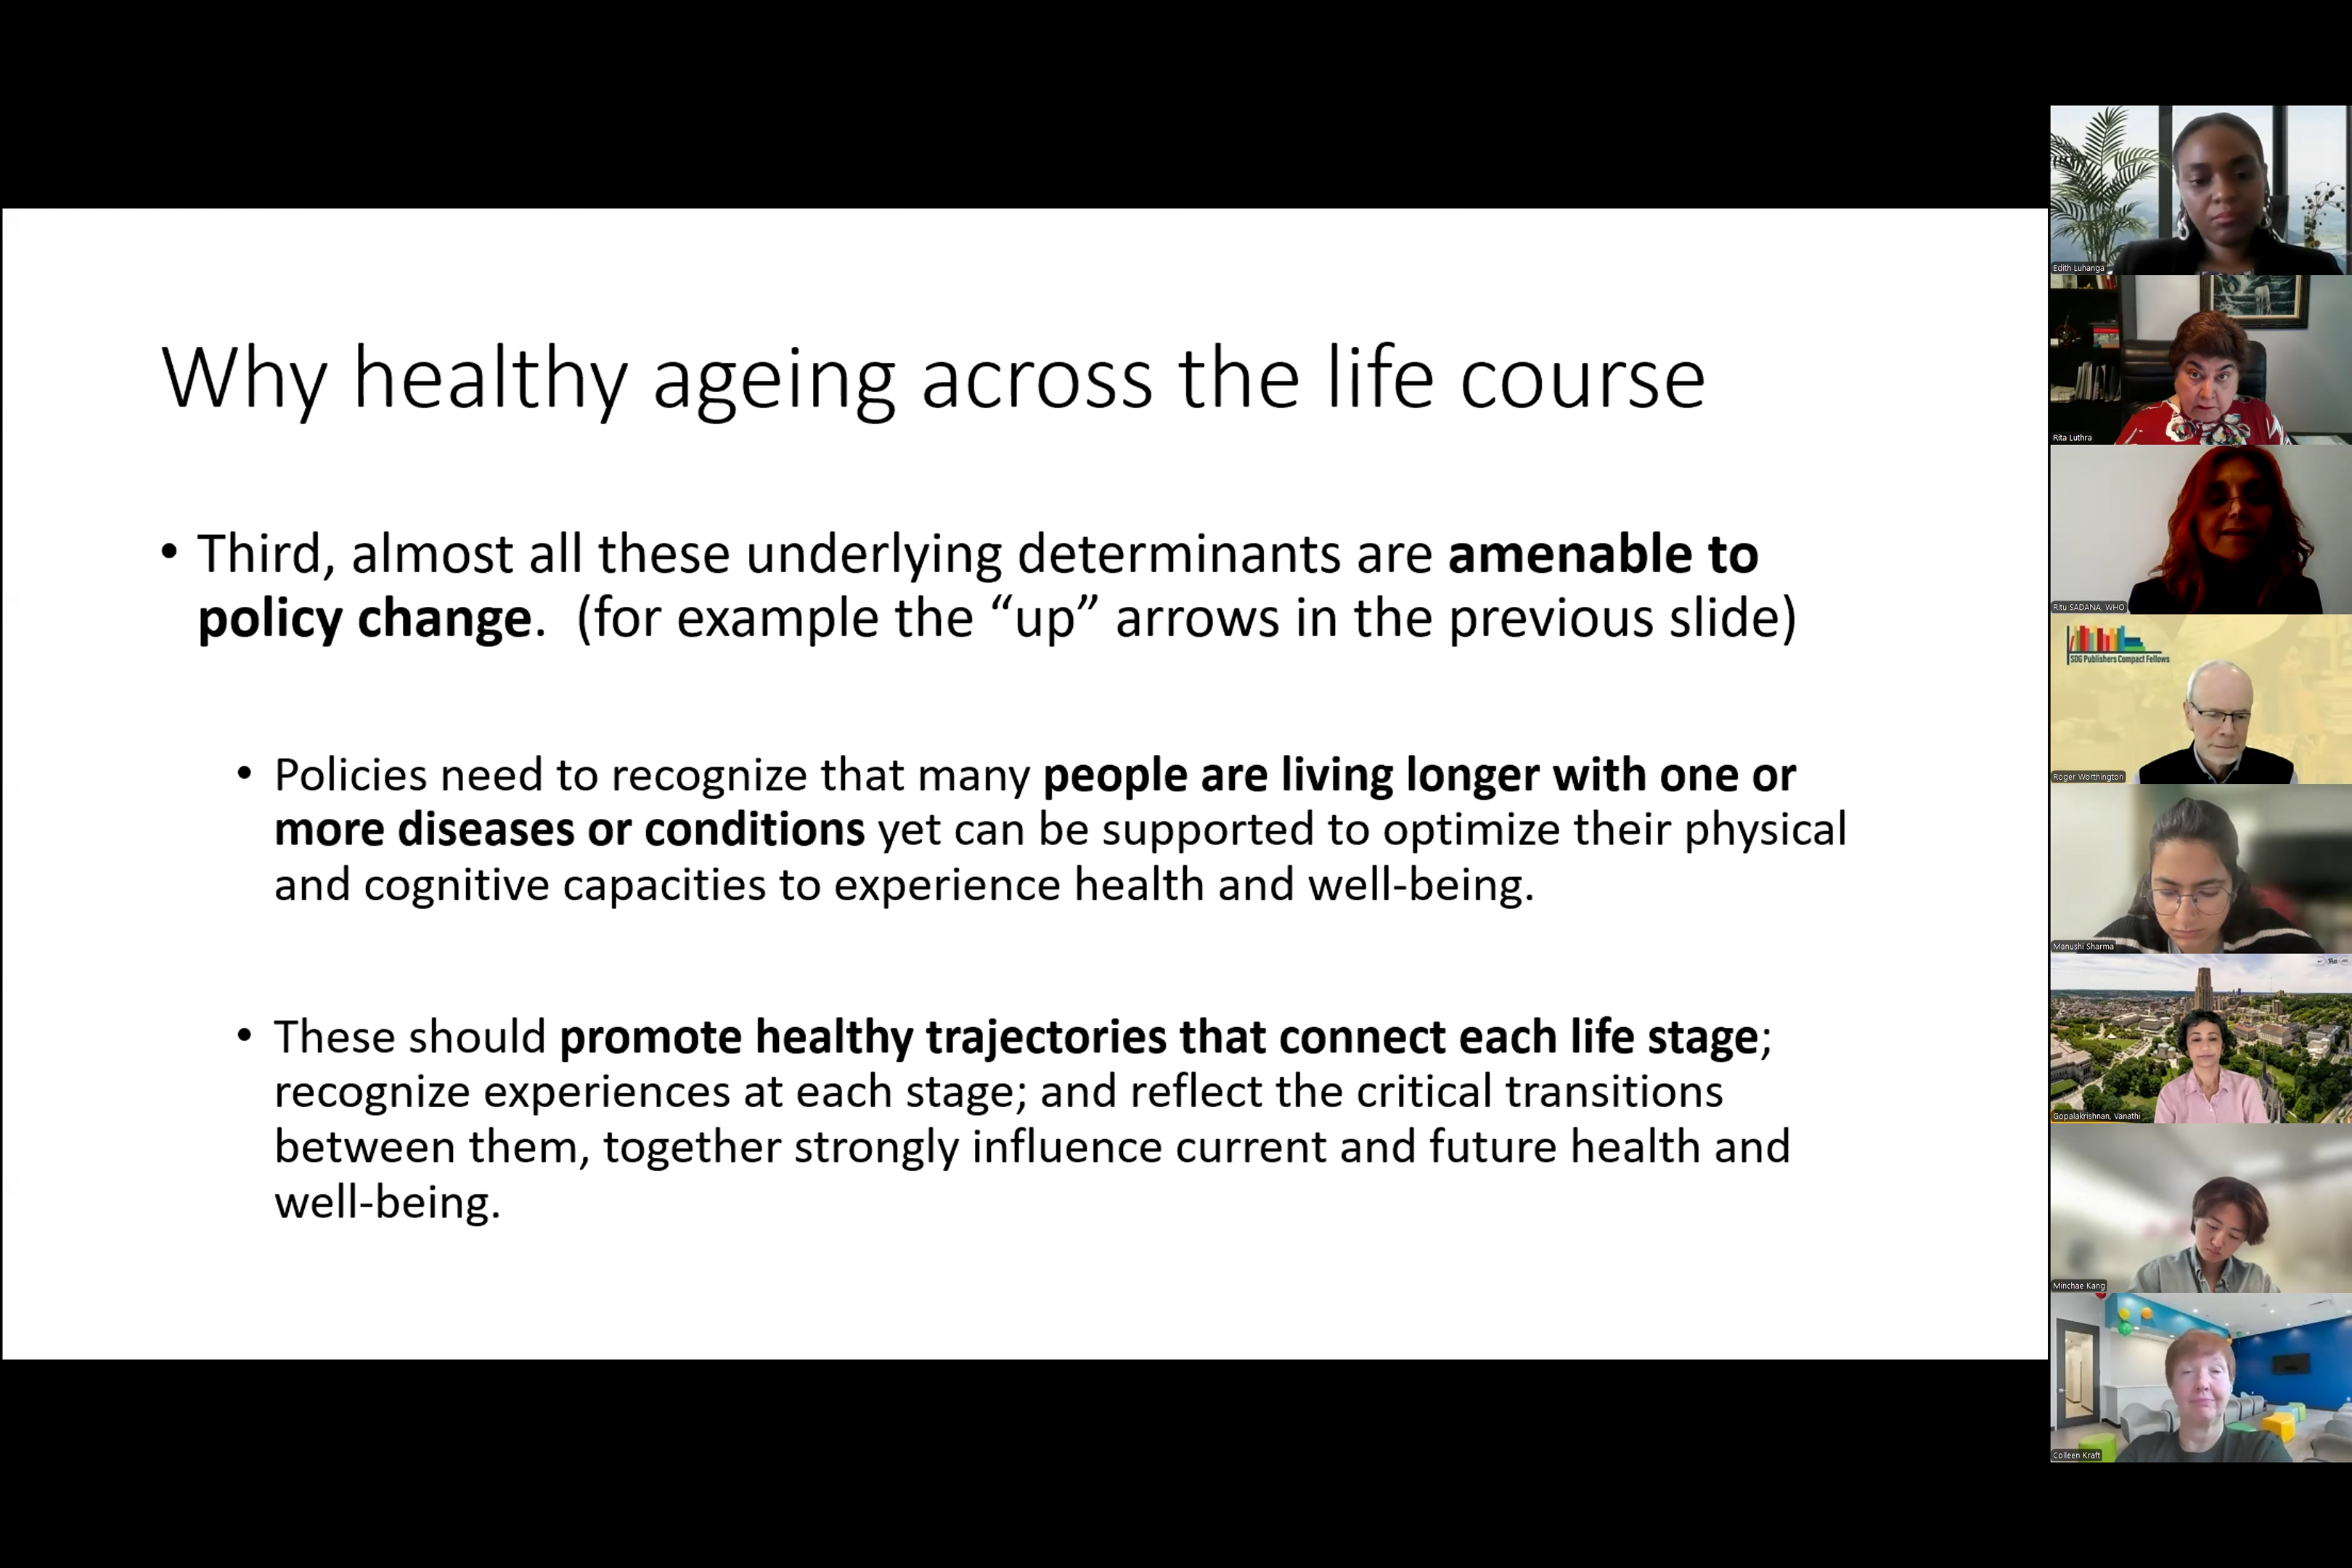 Why healthy ageing across the life course
• Third, almost all these underlying determinants are amenable to
policy change.  (for example the “up” arrows in the previous slide)
• Policies need to recognize that many people are living longer with one or
more diseases or conditions yet can be supported to optimize their physical
and cognitive capacities to experience health and well-being.
• These should promote healthy trajectories that connect each life stage;
recognize experiences at each stage; and reflect the critical transitions
between them, together strongly influence current and future health and
well-being.
Edith Luhanga
Rita Luthra
Ritu SADANA, WHO
SDG Publishers Compact Fellows
Roger Worthington
Manushi Sharma
Gopalakrishnan, Vanathi
Minchae Kang
Colleen Kraft